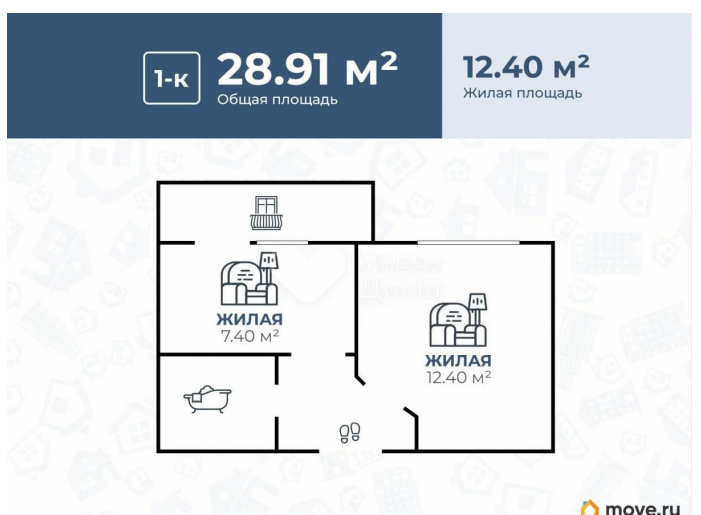 1-к
28.91 м²
Общая площадь
12.40 м²
Жилая площадь
ЖИЛАЯ
7.40 м²
ЖИЛАЯ
12.40 м²
move.ru